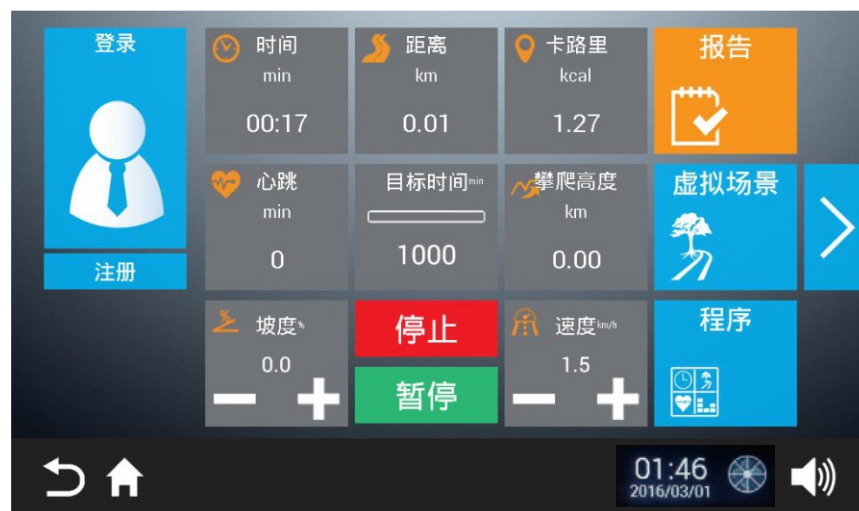 登录
注册
时间
min
00:17
距离
km
0.01
卡路里
kcal
1.27
报告
心跳
min
0
目标时间min
1000
攀爬高度
km
0.00
虚拟场景
坡度%
0.0
停止
暂停
速度km/h
1.5
程序
01:46
2016/03/01